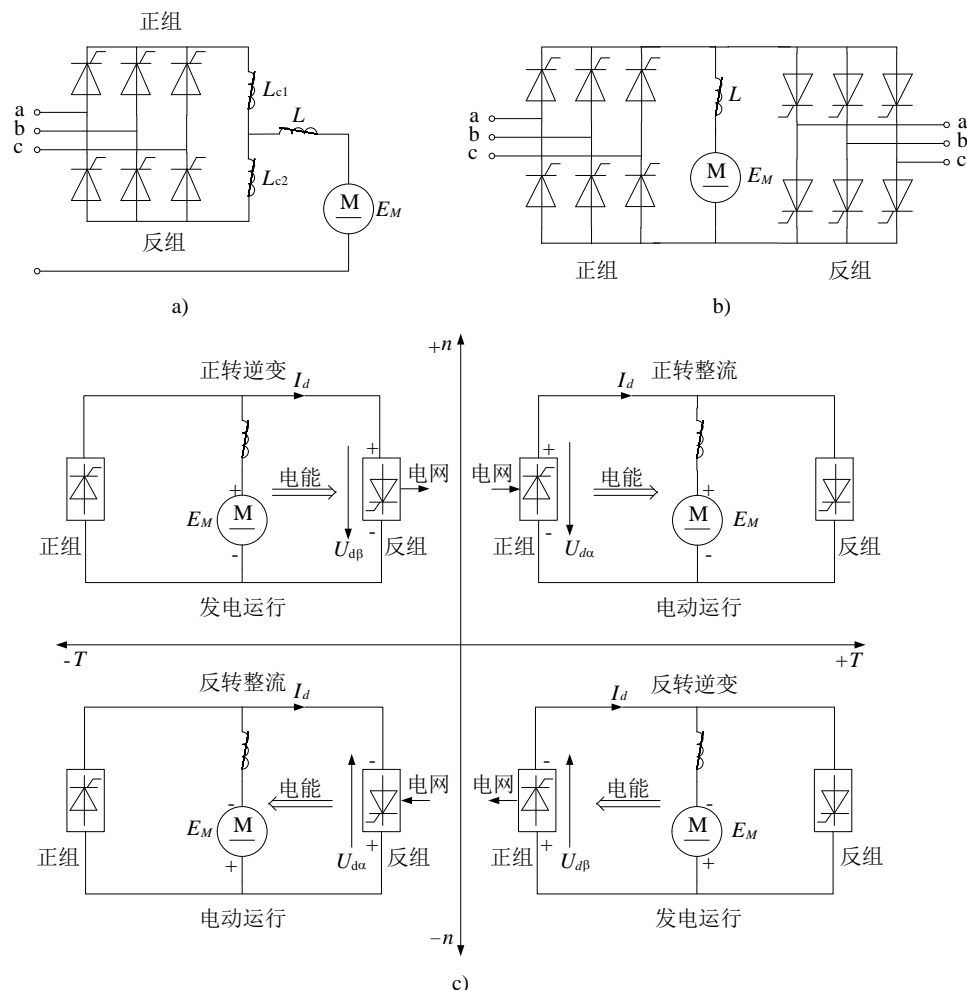 a)
正组
a
b
c
Lc1
L
Lc2
M
EM
反组
b)
a
b
c
L
M
EM
a
b
c
正组
反组
+n
正转逆变
Id
正组
+
M
-
EM
电能
+
-
Udβ
反组
电网
发电运行
正转整流
Id
电网
+
-
正组
Udα
电能
+
M
-
EM
反组
电动运行
-T
+T
反转整流
Id
正组
-
M
+
EM
电能
-
+
Udα
反组
电网
电动运行
反转逆变
Id
电网
-
+
正组
Udβ
电能
-
M
+
EM
反组
发电运行
−n
c)